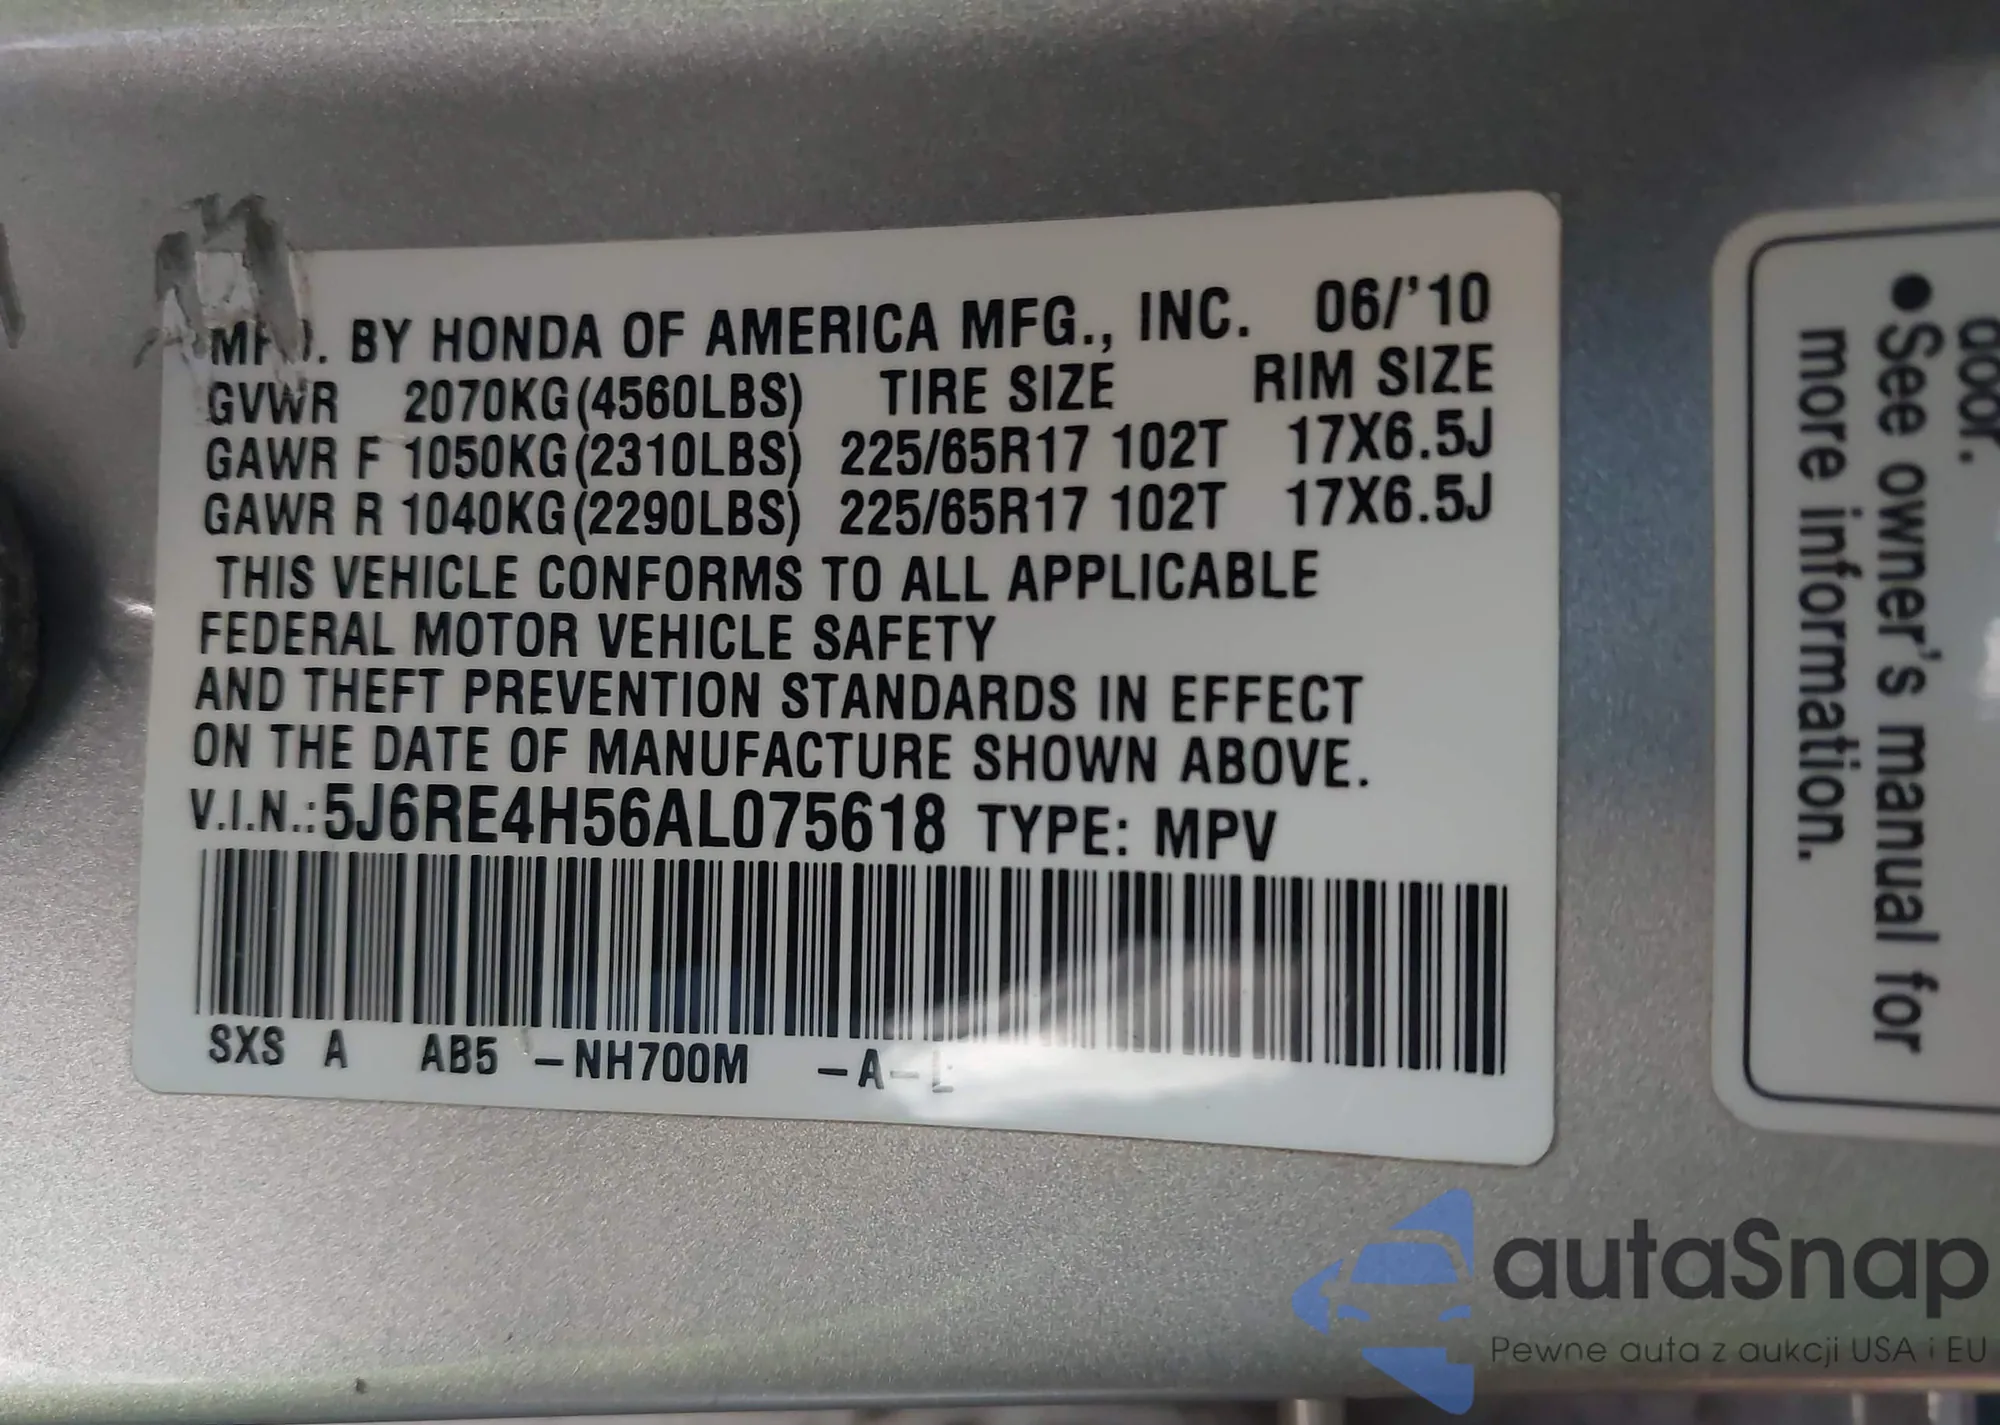 MFD. BY HONDA OF AMERICA MFG., INC. 06/'10
GVWR 2070KG(4560LBS) TIRE SIZE RIM SIZE
GAWR F 1050KG(2310LBS) 225/65R17 102T 17X6.5J
GAWR R 1040KG(2290LBS) 225/65R17 102T 17X6.5J
THIS VEHICLE CONFORMS TO ALL APPLICABLE
FEDERAL MOTOR VEHICLE SAFETY
AND THEFT PREVENTION STANDARDS IN EFFECT
ON THE DATE OF MANUFACTURE SHOWN ABOVE.
V.I.N.:5J6RE4H56AL075618 TYPE: MPV
SXS A AB5 -NH700M -A-L
door.
●See owner's manual for
more information.
autaSnap
Pewne auta z aukcji USA i EU